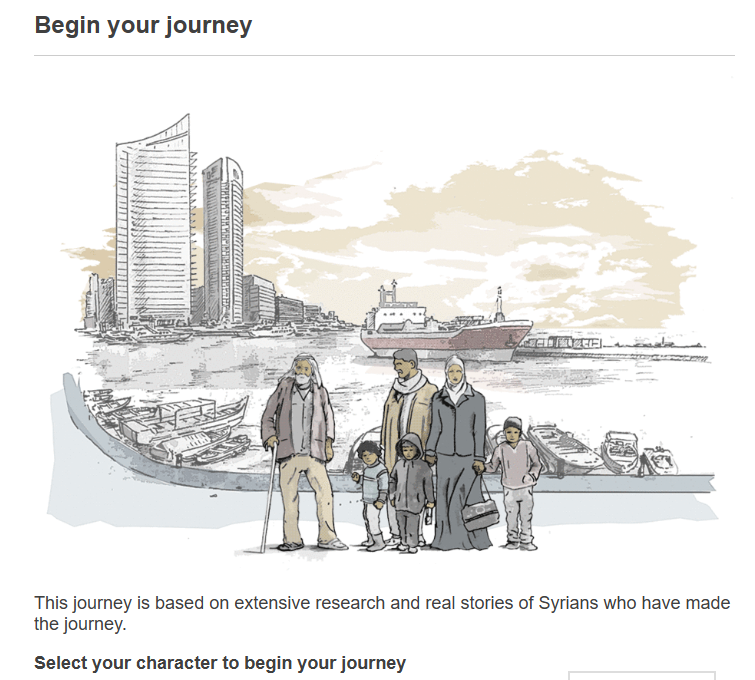 Begin your journey
This journey is based on extensive research and real stories of Syrians who have made
the journey.
Select your character to begin your journey